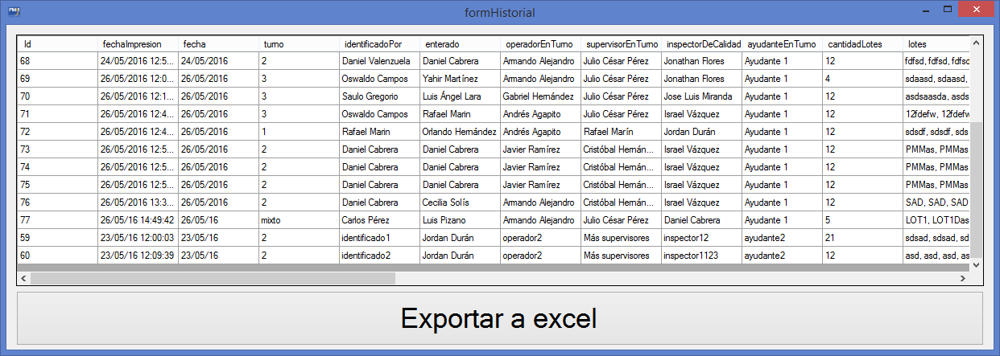 PMM
formHistorial
Id fechaImpresion fecha turno identificadoPor enterado operadorEnTurno supervisorEnTurno inspectorDeCalidad ayudanteEnTurno cantidadLotes lotes
68 24/05/2016 12:5... 24/05/2016 2 Daniel Valenzuela Daniel Cabrera Armando Alejandro Julio César Pérez Jonathan Flores Ayudante 1 12 fdfsd, fdfsd, fdfsd
69 26/05/2016 12:0... 26/05/2016 3 Oswaldo Campos Yahir Martínez Armando Alejandro Julio César Pérez Jonathan Flores Ayudante 1 4 sdaasd, sdaasd,
70 26/05/2016 12:1... 26/05/2016 3 Saulo Gregorio Luis Ángel Lara Gabriel Hernández Julio César Pérez Jose Luis Miranda Ayudante 1 12 asdsaasda, asds
71 26/05/2016 12:4... 26/05/2016 3 Oswaldo Campos Rafael Marin Andrés Agapito Julio César Pérez Israel Vázquez Ayudante 1 12 12fdefw, 12fdefw
72 26/05/2016 12:4... 26/05/2016 1 Rafael Marin Orlando Hernández Andrés Agapito Rafael Marín Jordan Durán Ayudante 1 12 sdsdf, sdsdf, sds
73 26/05/2016 12:5... 26/05/2016 2 Daniel Cabrera Daniel Cabrera Javier Ramírez Cristóbal Hernán... Israel Vázquez Ayudante 1 12 PMMas, PMMas
74 26/05/2016 12:5... 26/05/2016 2 Daniel Cabrera Daniel Cabrera Javier Ramírez Cristóbal Hernán... Israel Vázquez Ayudante 1 12 PMMas, PMMas
75 26/05/2016 12:5... 26/05/2016 2 Daniel Cabrera Daniel Cabrera Javier Ramírez Cristóbal Hernán... Israel Vázquez Ayudante 1 12 PMMas, PMMas
76 26/05/2016 13:3... 26/05/2016 2 Daniel Cabrera Cecilia Solís Armando Alejandro Cristóbal Hernán... Israel Vázquez Ayudante 1 12 SAD, SAD, SAD
77 26/05/16 14:49:42 26/05/16 mixto Carlos Pérez Luis Pizano Armando Alejandro Julio César Pérez Daniel Cabrera Ayudante 1 5 LOT1, LOT1Das
59 23/05/16 12:00:03 23/05/16 2 identificado1 Jordan Durán operador2 Más supervisores inspector12 ayudante2 21 sdsad, sdsad, sd
60 23/05/16 12:09:39 23/05/16 2 identificado2 Jordan Durán operador2 Más supervisores inspector1123 ayudante2 12 asd, asd, asd, as
Exportar a excel